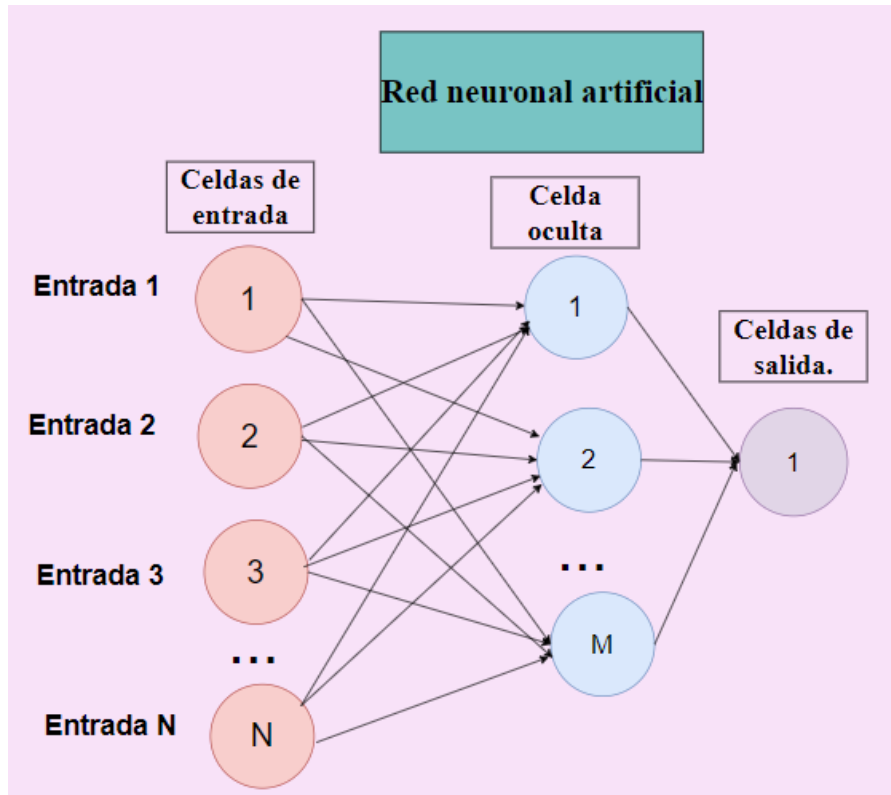 Red neuronal artificial
Celdas de
entrada
Celda
oculta
Celdas de
salida.
Entrada 1
1
1
Entrada 2
2
2
1
Entrada 3
3
...
...
M
Entrada N
N